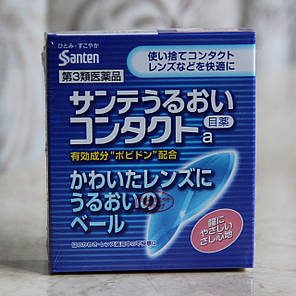 ひとみ・すこやか
Santen
第3類医薬品
使い捨てコンタクト
レンズなどを快適に
サンテうるおい
コンタクトa
目薬
有効成分"ポビドン"配合
かわいたレンズに
うるおいの
ベール
瞳に
やさしい
さし心地